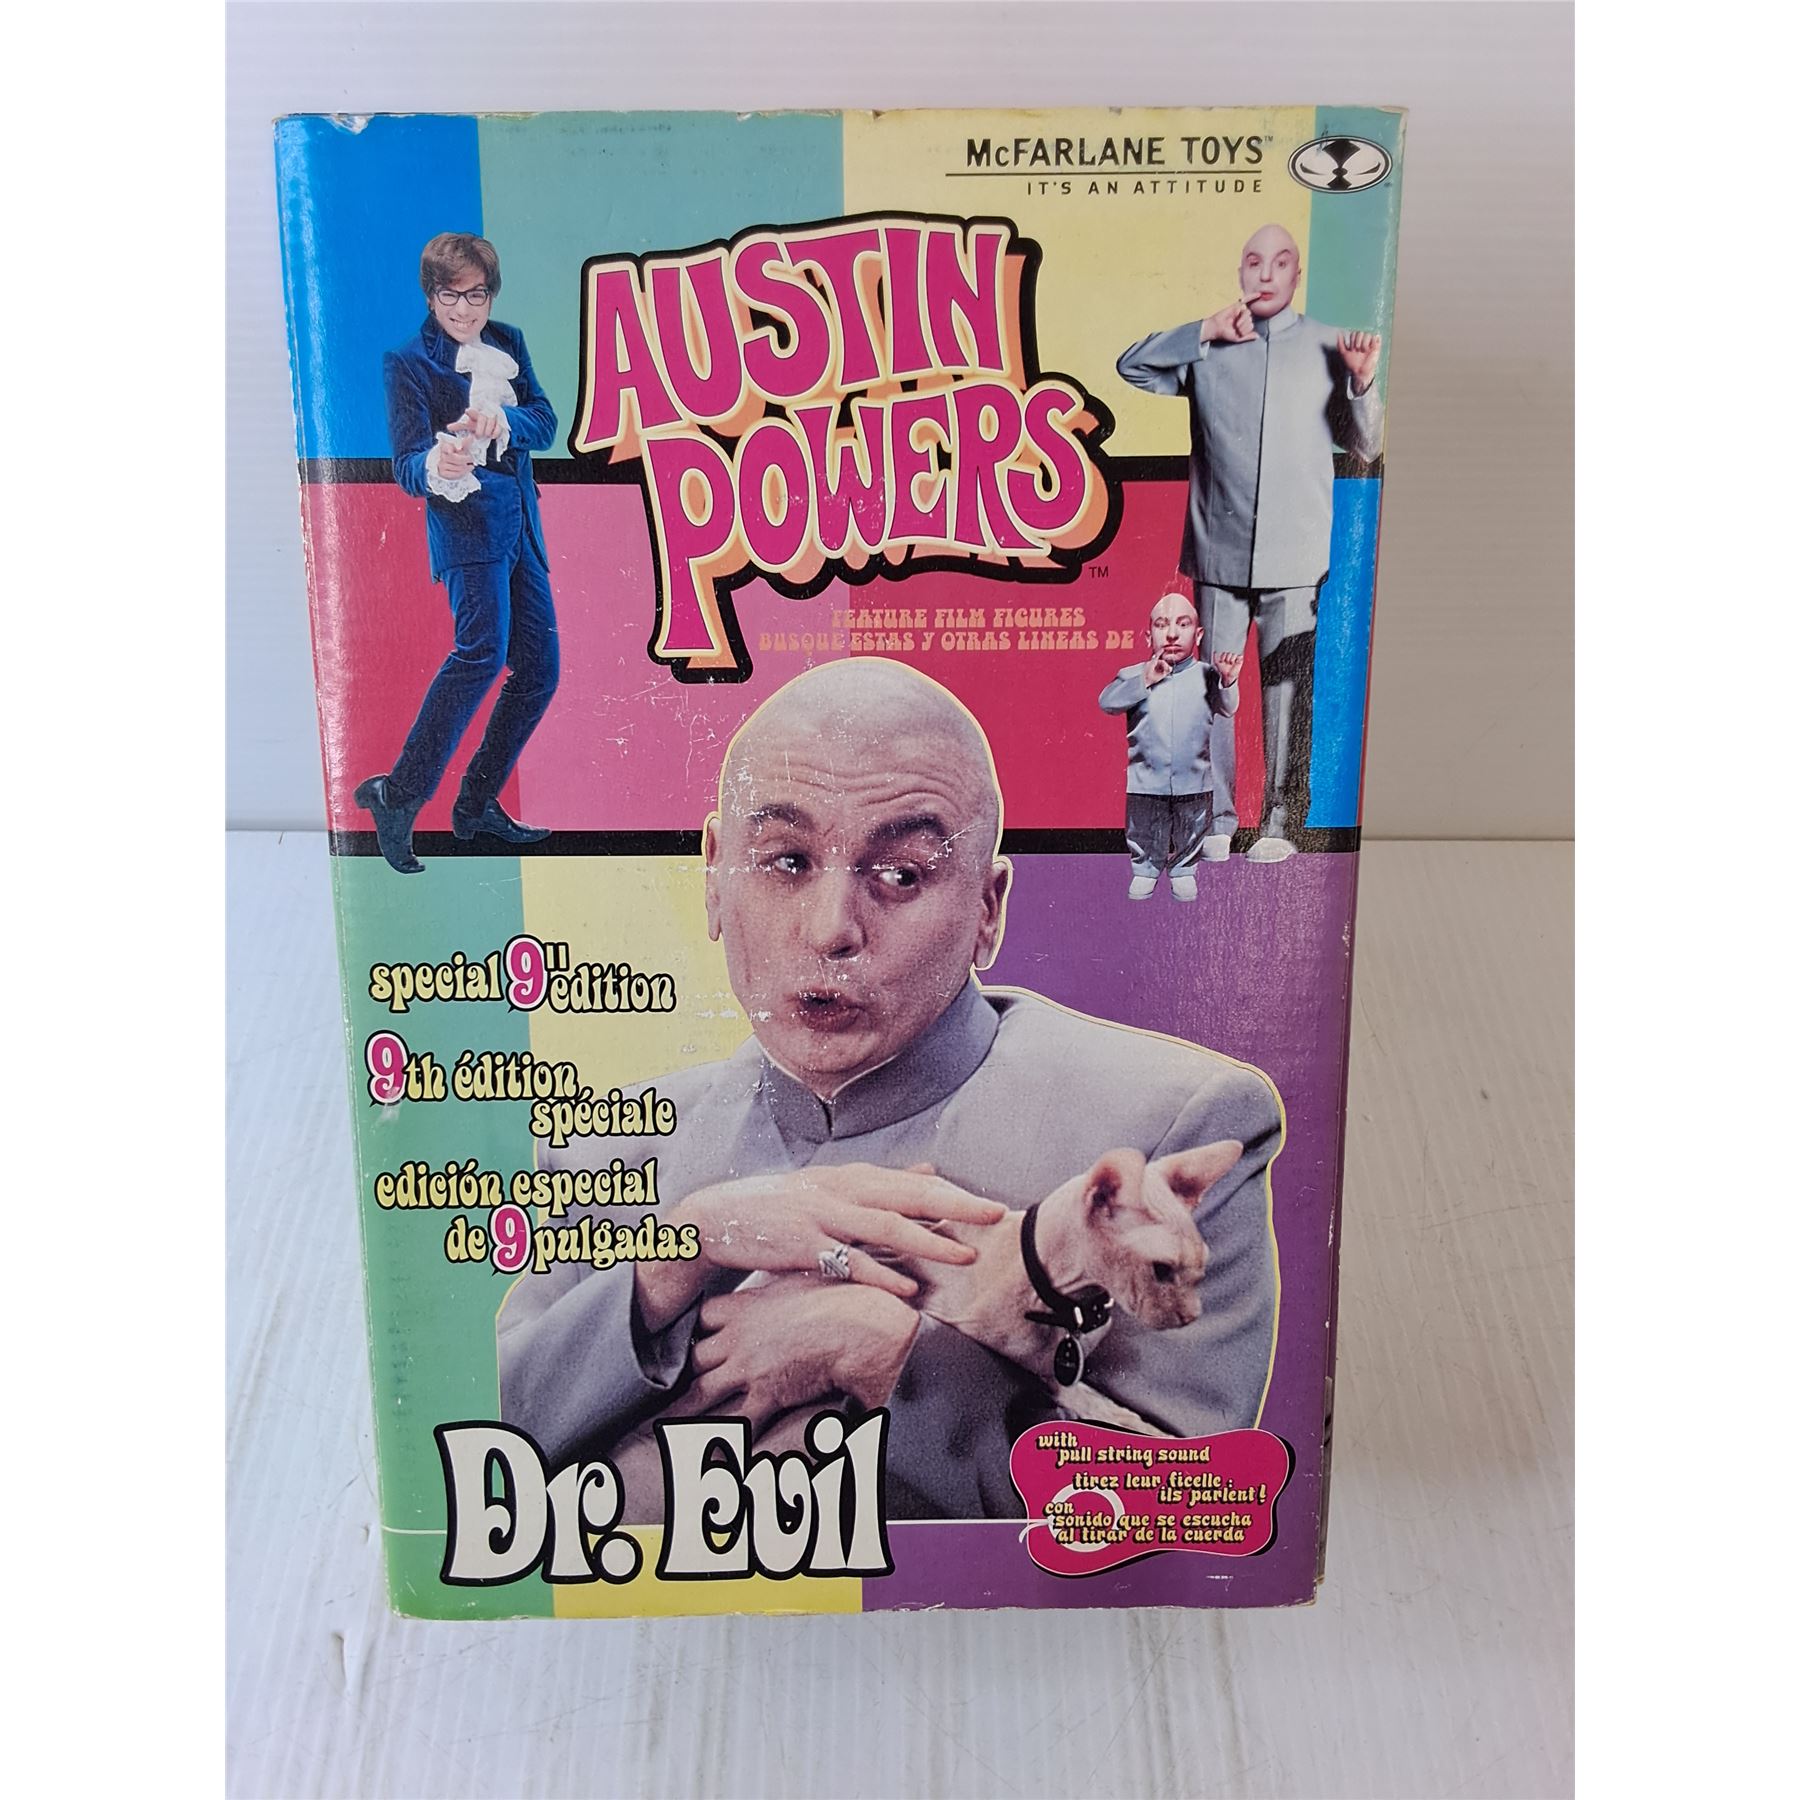 McFARLANE TOYS™
IT'S AN ATTITUDE
AUSTIN
POWERS
TM
FEATURE FILM FIGURES
BUSQUE ESTAS Y OTRAS LINEAS DE
special 9" edition
9th édition
spéciale
edición especial
de 9 pulgadas
Dr. Evil
with
pull string sound
tirez leur ficelle :
ils parlent!
con
sonido que se escucha
al tirar de la cuerda